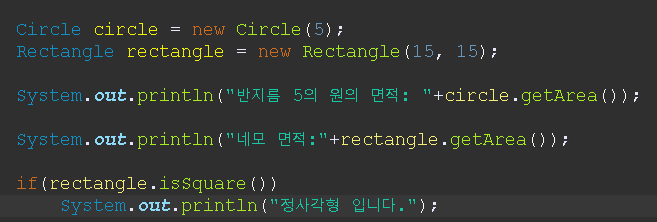 Circle circle = new Circle(5);
Rectangle rectangle = new Rectangle(15, 15);
System.out.println("반지름 5의 원의 면적: "+circle.getArea());
System.out.println("네모 면적:"+rectangle.getArea());
if(rectangle.isSquare())
System.out.println("정사각형 입니다.");